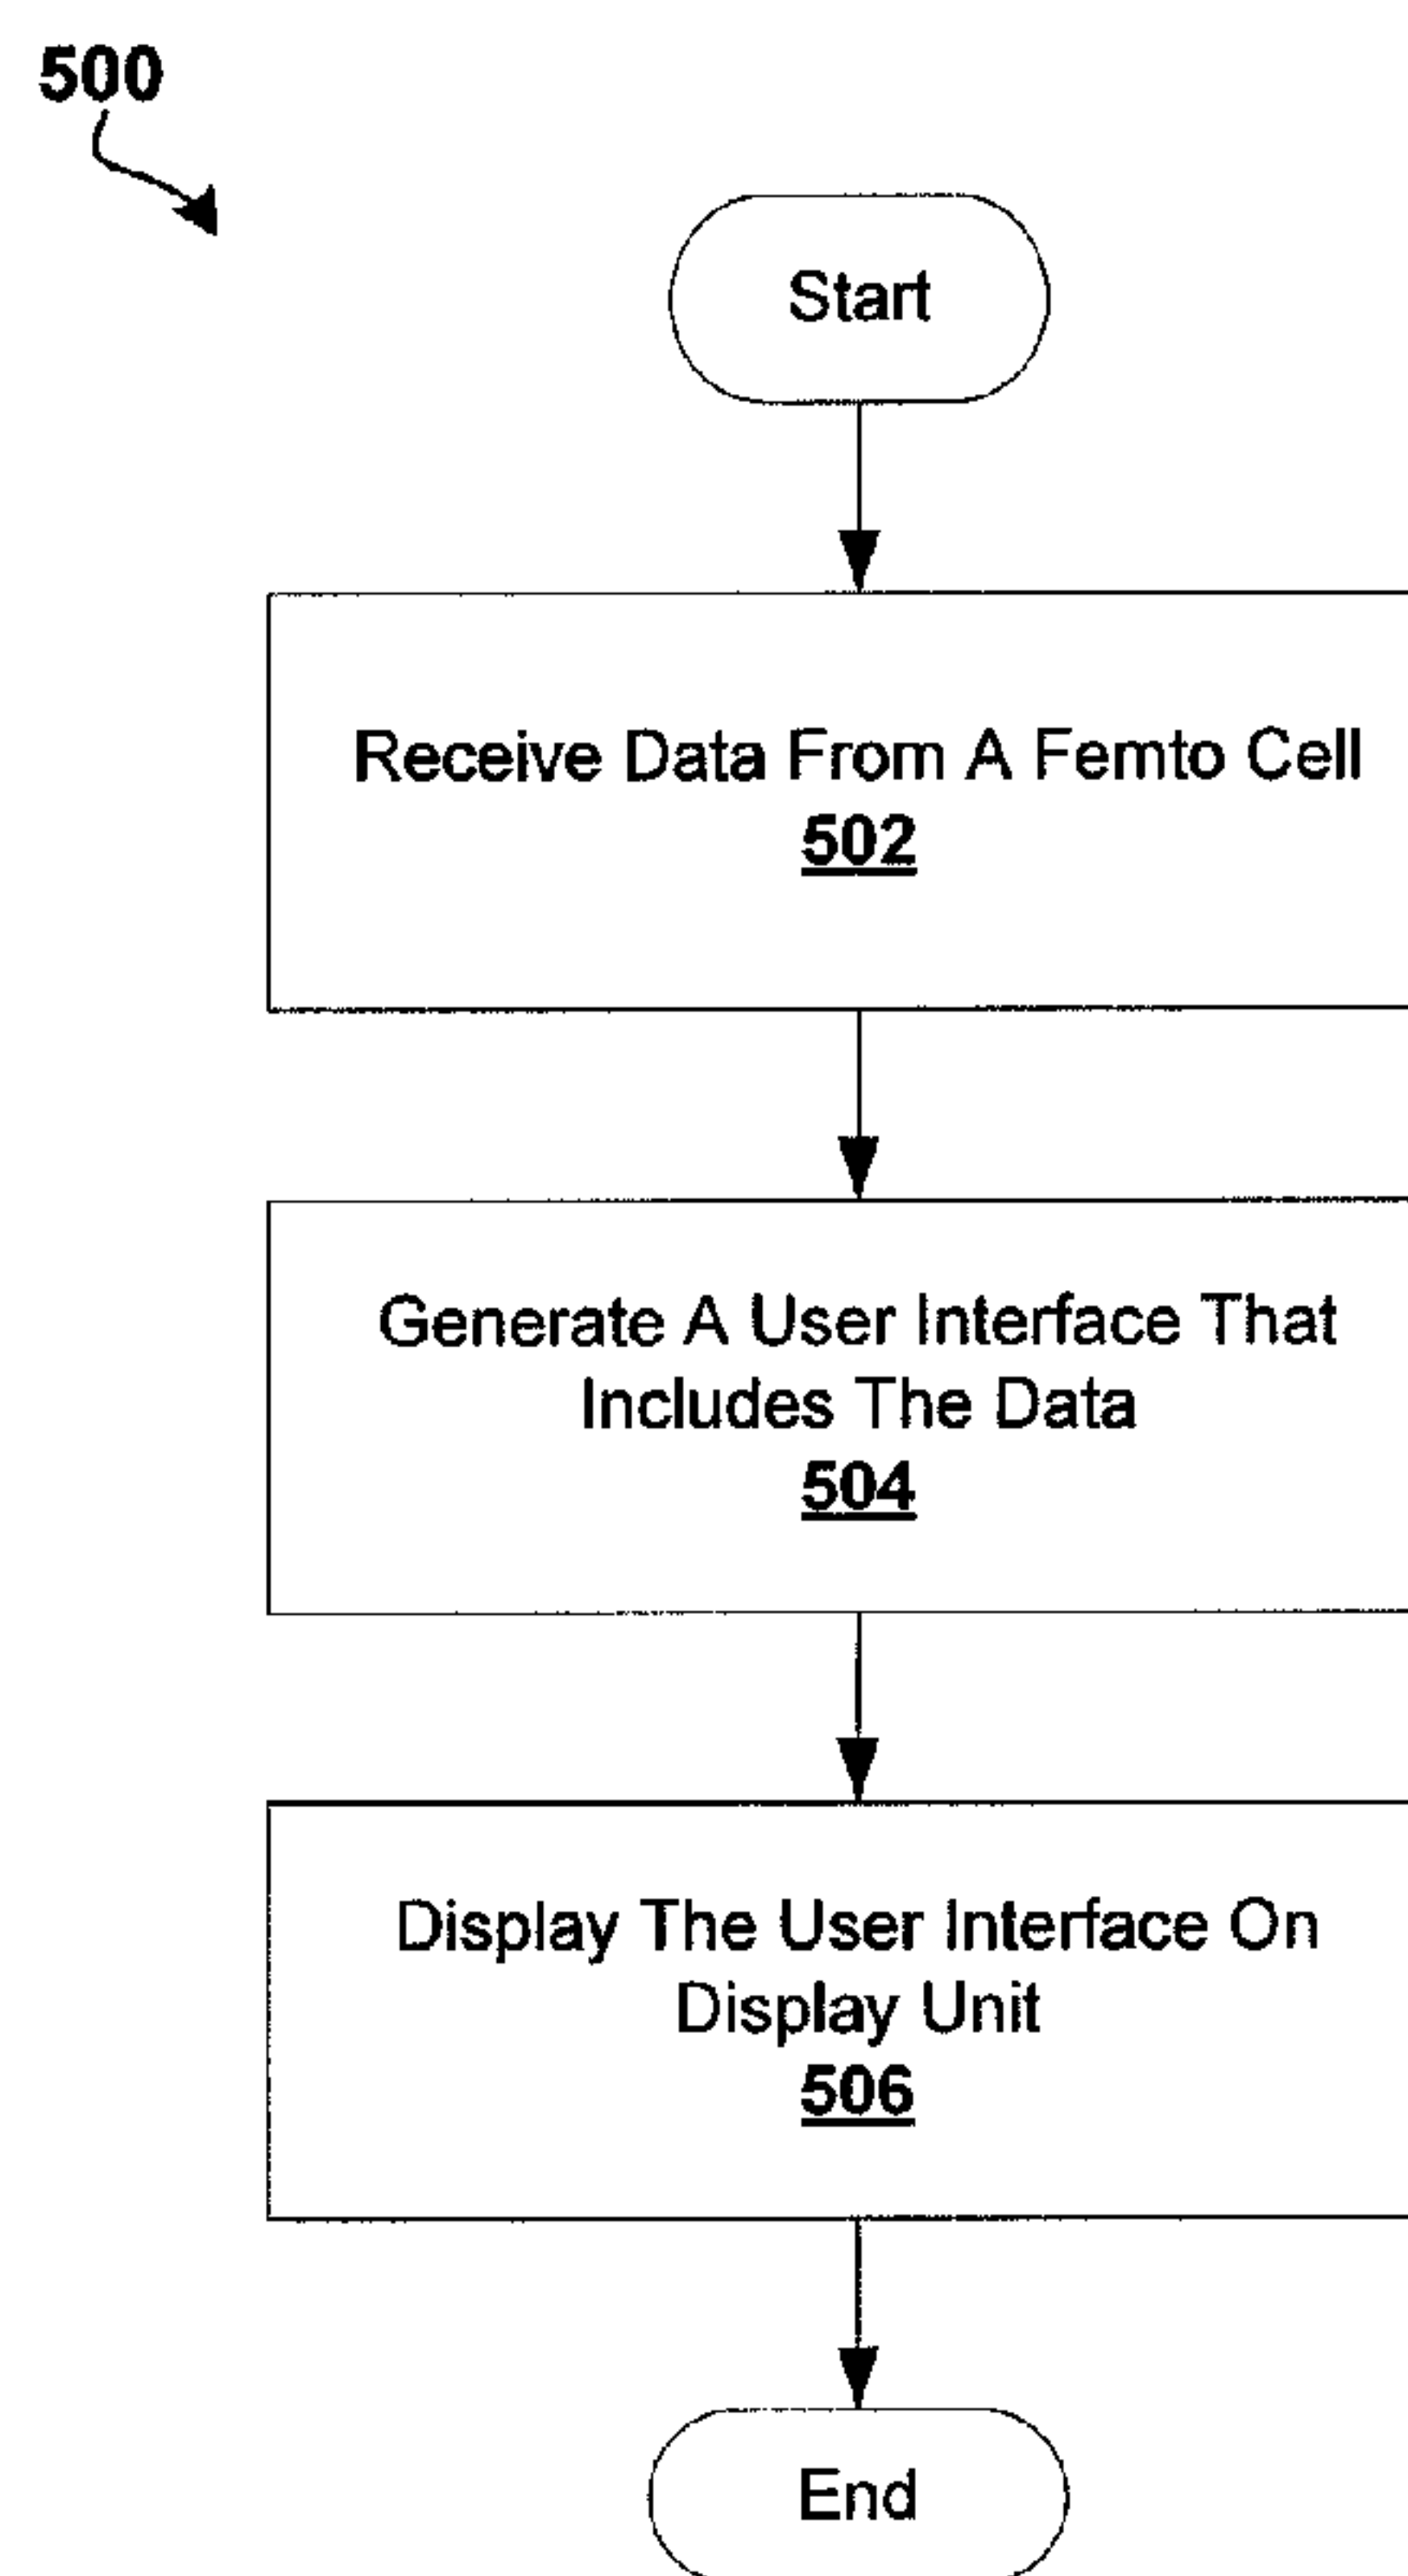 500
Start
Receive Data From A Femto Cell
502
Generate A User Interface That
Includes The Data
504
Display The User Interface On
Display Unit
506
End